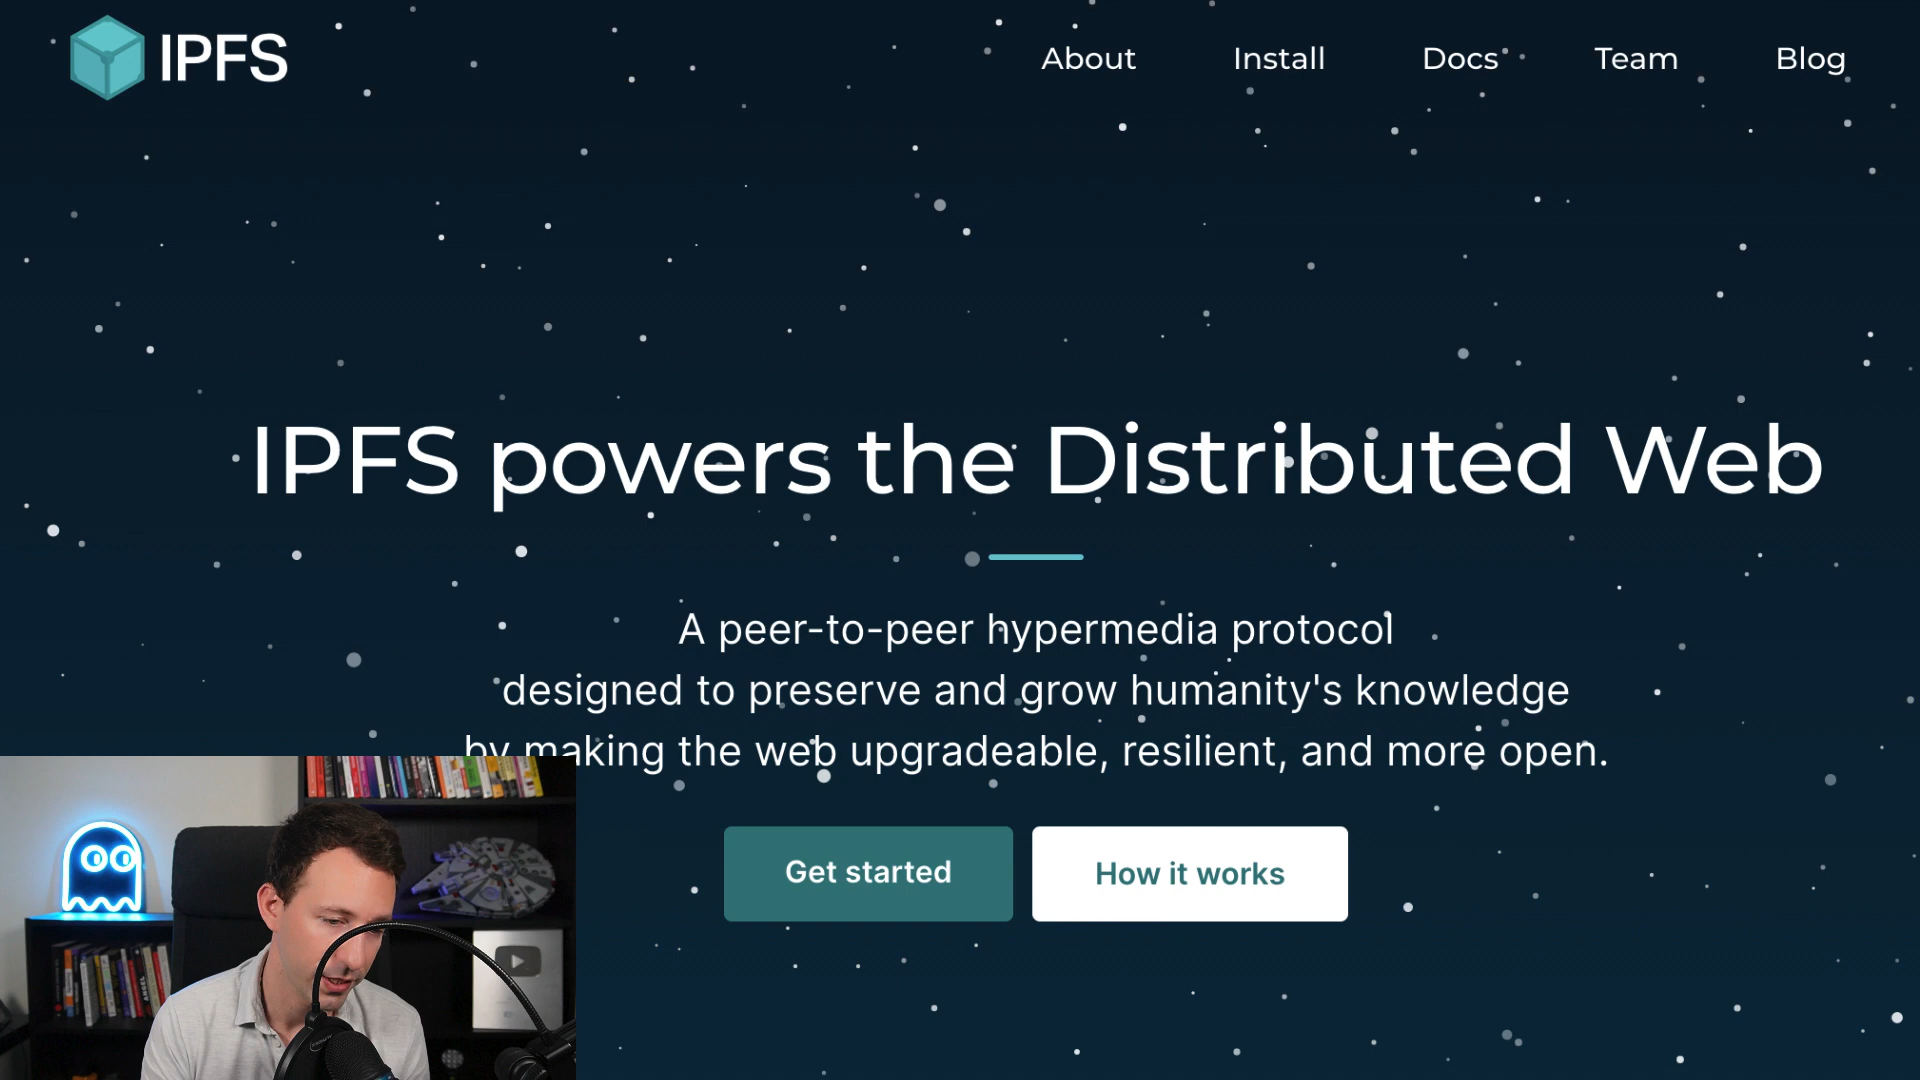 IPFS
About
Install
Docs
Team
Blog
IPFS powers the Distributed Web
A peer-to-peer hypermedia protocol
designed to preserve and grow humanity's knowledge
by making the web upgradeable, resilient, and more open.
Get started
How it works